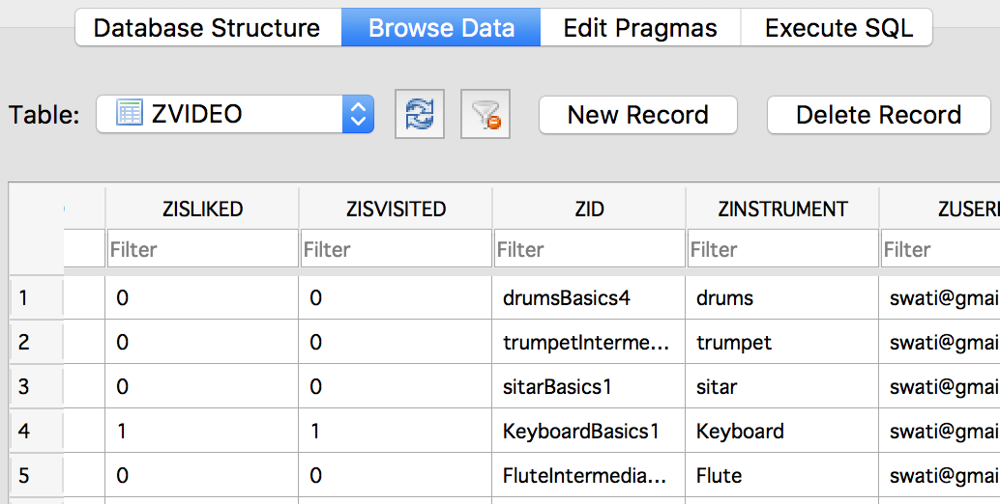 Database Structure Browse Data Edit Pragmas Execute SQL
Table: ZVIDEO New Record Delete Record
ZISLIKED ZISVISITED ZID ZINSTRUMENT ZUSER
Filter Filter Filter Filter Filter
1 0 0 drumsBasics4 drums swati@gmai
2 0 0 trumpetInterme... trumpet swati@gmai
3 0 0 sitarBasics1 sitar swati@gmai
4 1 1 KeyboardBasics1 Keyboard swati@gmai
5 0 0 FluteIntermedia... Flute swati@gmai